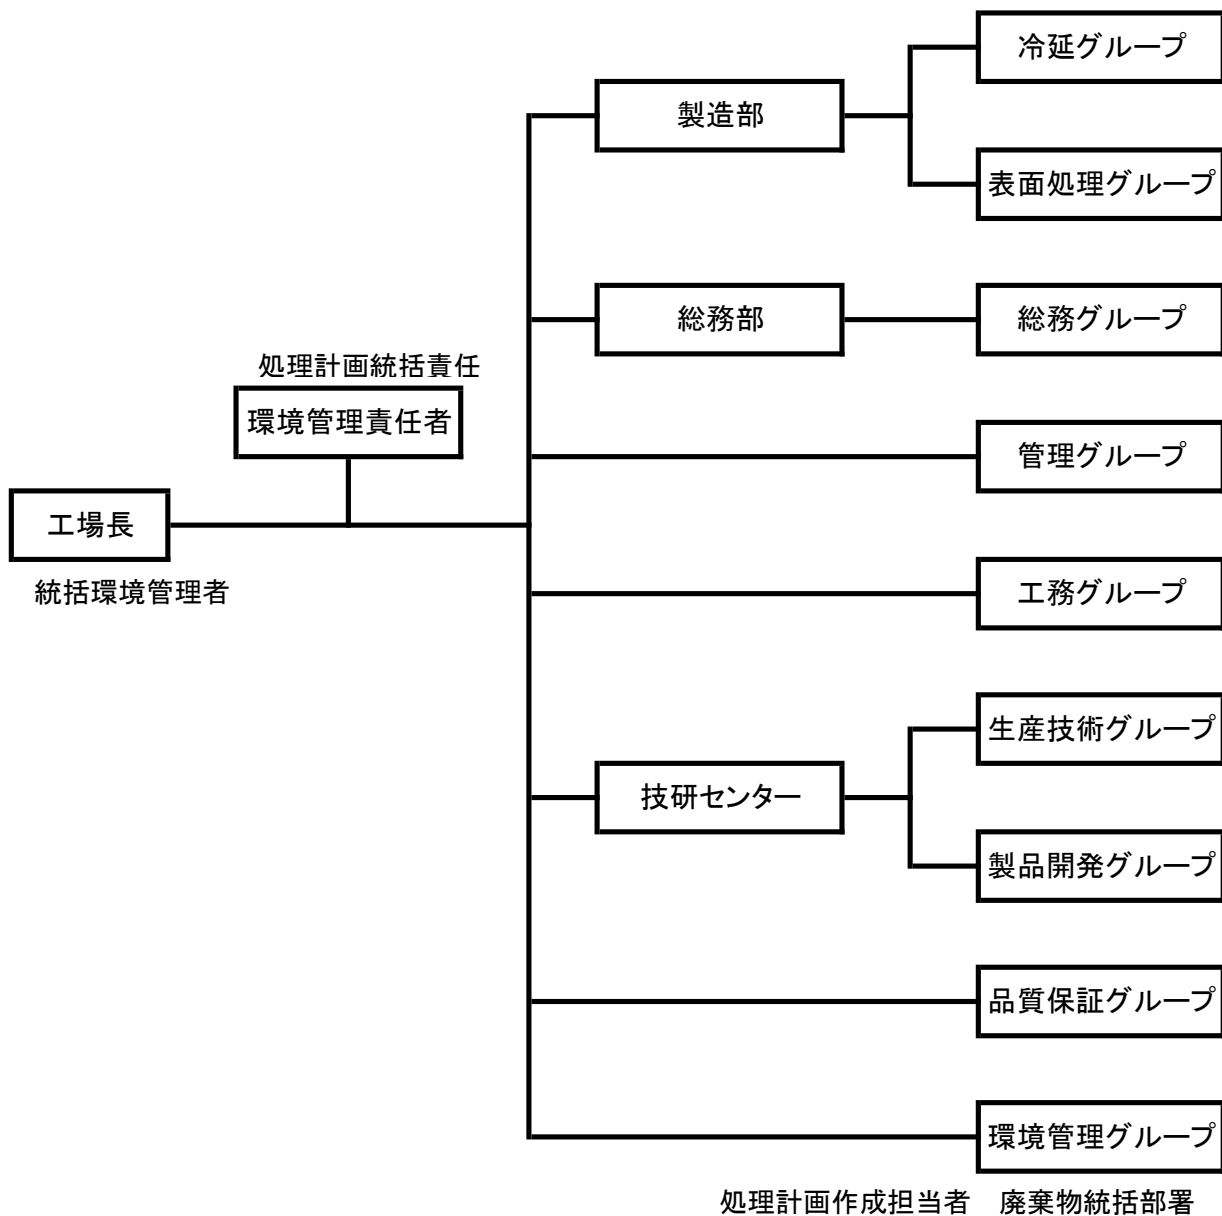 冷延グループ
製造部
表面処理グループ
総務部
総務グループ
処理計画統括責任
環境管理責任者
管理グループ
工場長
統括環境管理者
工務グループ
生産技術グループ
技研センター
製品開発グループ
品質保証グループ
環境管理グループ
処理計画作成担当者　廃棄物統括部署